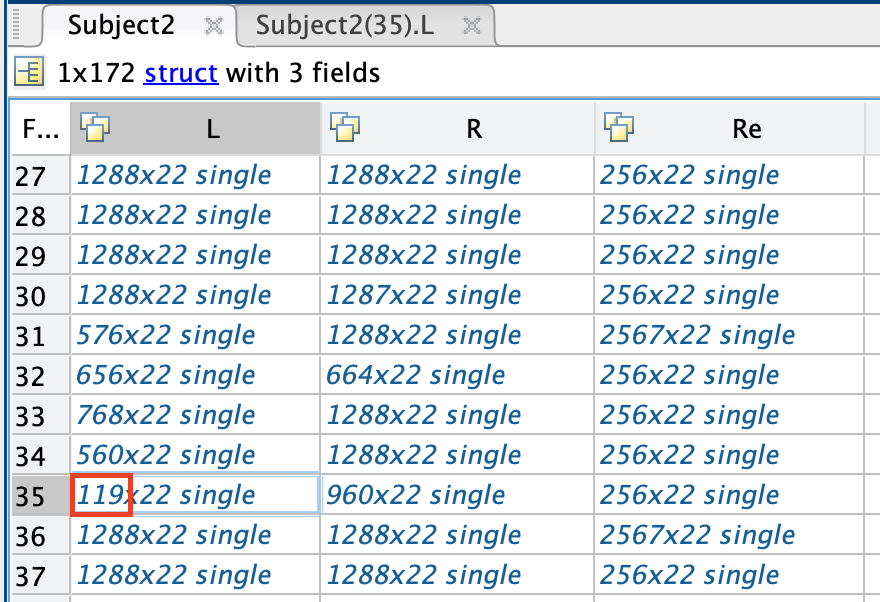 Subject2 Subject2(35).L
1x172 struct with 3 fields
F... L R Re
27 1288x22 single 1288x22 single 256x22 single
28 1288x22 single 1288x22 single 256x22 single
29 1288x22 single 1288x22 single 256x22 single
30 1288x22 single 1287x22 single 256x22 single
31 576x22 single 1288x22 single 2567x22 single
32 656x22 single 664x22 single 256x22 single
33 768x22 single 1288x22 single 256x22 single
34 560x22 single 1288x22 single 256x22 single
35 119x22 single 960x22 single 256x22 single
36 1288x22 single 1288x22 single 2567x22 single
37 1288x22 single 1288x22 single 256x22 single